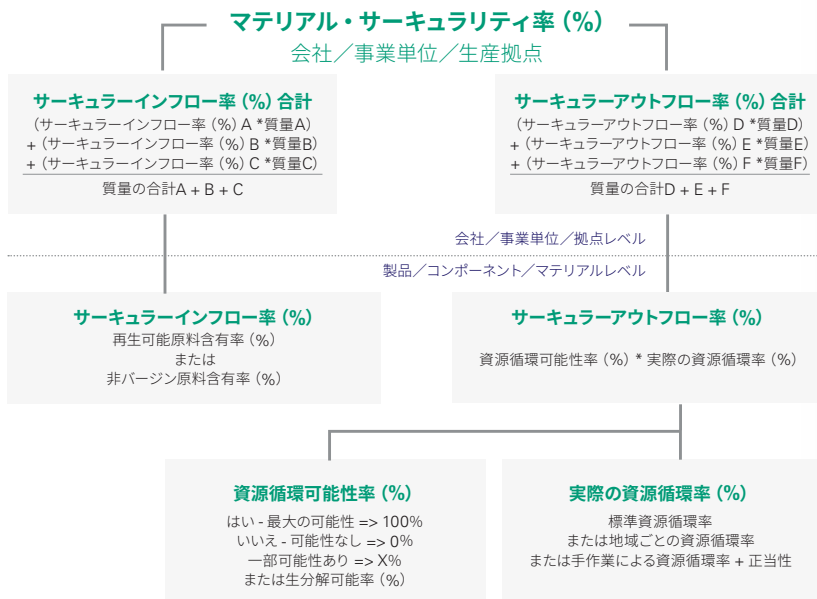 マテリアル・サーキュラリティ率（%）
会社／事業単位／生産拠点
サーキュラーインフロー率（%）合計
（サーキュラーインフロー率（%）A *質量A）
+（サーキュラーインフロー率（%）B *質量B）
+（サーキュラーインフロー率（%）C *質量C）
質量の合計A + B + C
サーキュラーアウトフロー率（%）合計
（サーキュラーアウトフロー率（%）D *質量D）
+（サーキュラーアウトフロー率（%）E *質量E）
+（サーキュラーアウトフロー率（%）F *質量F）
質量の合計D + E + F
会社／事業単位／拠点レベル
製品／コンポーネント／マテリアルレベル
サーキュラーインフロー率（%）
再生可能原料含有率（%）
または
非バージン原料含有率（%）
サーキュラーアウトフロー率（%）
資源循環可能性率（%）* 実際の資源循環率（%）
資源循環可能性率（%）
はい - 最大の可能性 => 100%
いいえ - 可能性なし => 0%
一部可能性あり => X%
または生分解可能率（%）
実際の資源循環率（%）
標準資源循環率
または地域ごとの資源循環率
または手作業による資源循環率 + 正当性